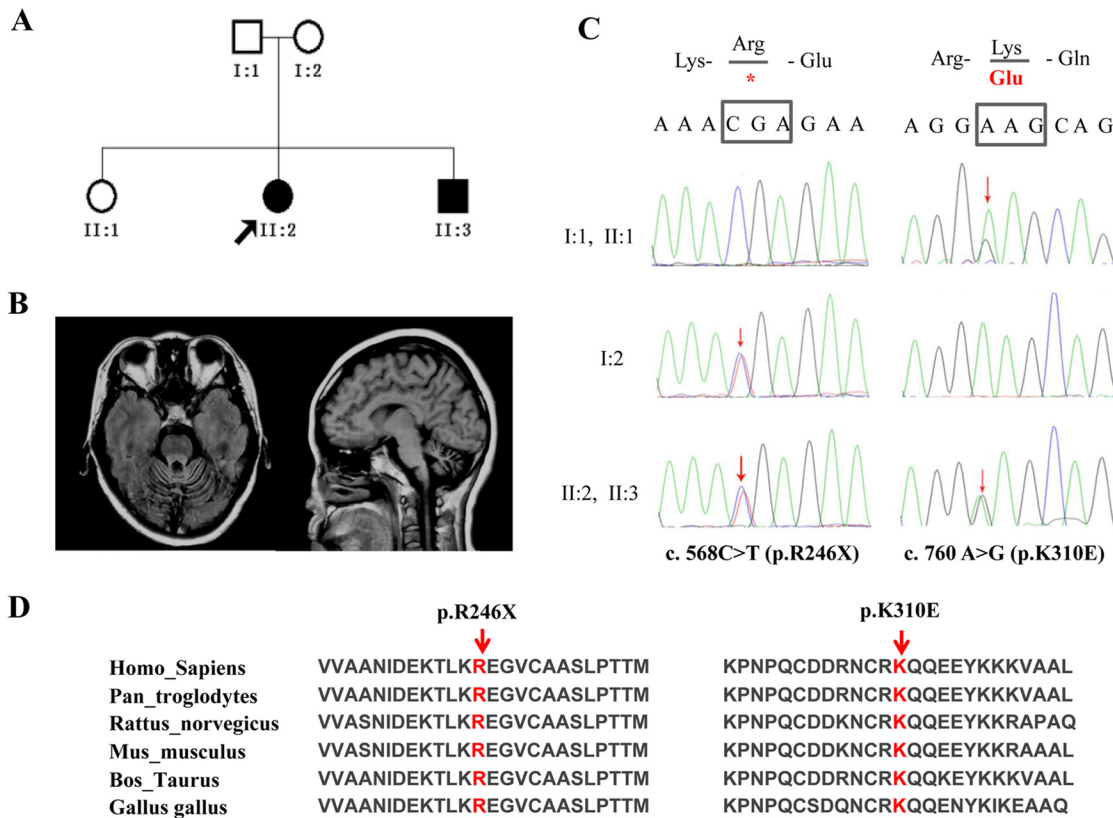 A
I:1
I:2
II:1
II:2
II:3
B
C
Lys- Arg - Glu
*
A A A C G A G A A
Arg- Lys - Gln
Glu
A G G A A G C A G
I:1, II:1
I:2
II:2, II:3
c. 568C>T (p.R246X)
c. 760 A>G (p.K310E)
D
p.R246X
p.K310E
Homo_Sapiens VVAANIDEKTLKREGVCAASLPTTM KPNPQCDDRNCRKQQEEYKKKVAAL
Pan_troglodytes VVAANIDEKTLKREGVCAASLPTTM KPNPQCDDRNCRKQQEEYKKKVAAL
Rattus_norvegicus VVASNIDEKTLKREGVCAASLPTTM KPNPQCDDKNCRKQQEEYKKRAPAQ
Mus_musculus VVASNIDEKTLKREGVCAASLPTTM KPNPQCDDKNCRKQQEEYKKRAAAL
Bos_Taurus VVAANIDEKTLKREGVCAASLPTTM KPNPQCDDRNCRKQQKEYKKKVAAL
Gallus gallus VVAANIDEKTLKREGVCAASLPTTM KPNPQCSDQNCRKQQENYKIKEAAQ